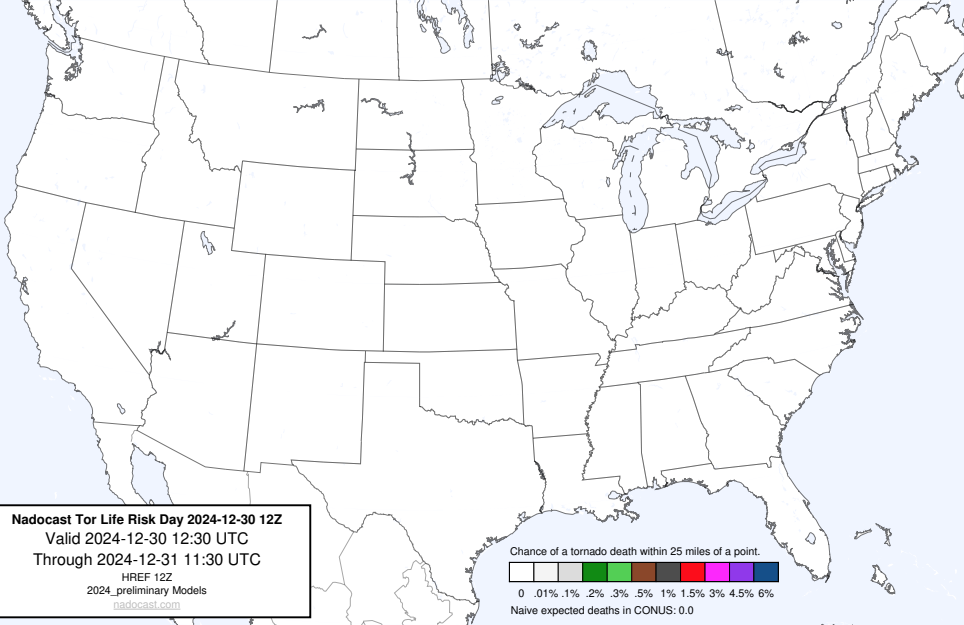 Nadocast Tor Life Risk Day 2024-12-30 12Z
Valid 2024-12-30 12:30 UTC
Through 2024-12-31 11:30 UTC
HREF 12Z
2024_preliminary Models
nadocast.com
Chance of a tornado death within 25 miles of a point.
0 .01% .1% .2% .3% .5% 1% 1.5% 3% 4.5% 6%
Naive expected deaths in CONUS: 0.0